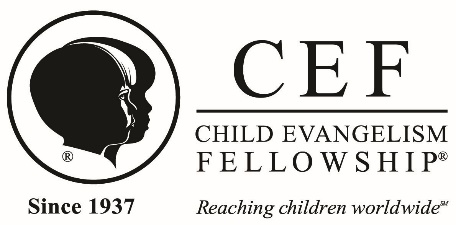 ®
Since 1937
CEF
CHILD EVANGELISM
FELLOWSHIP®
Reaching children worldwide℠